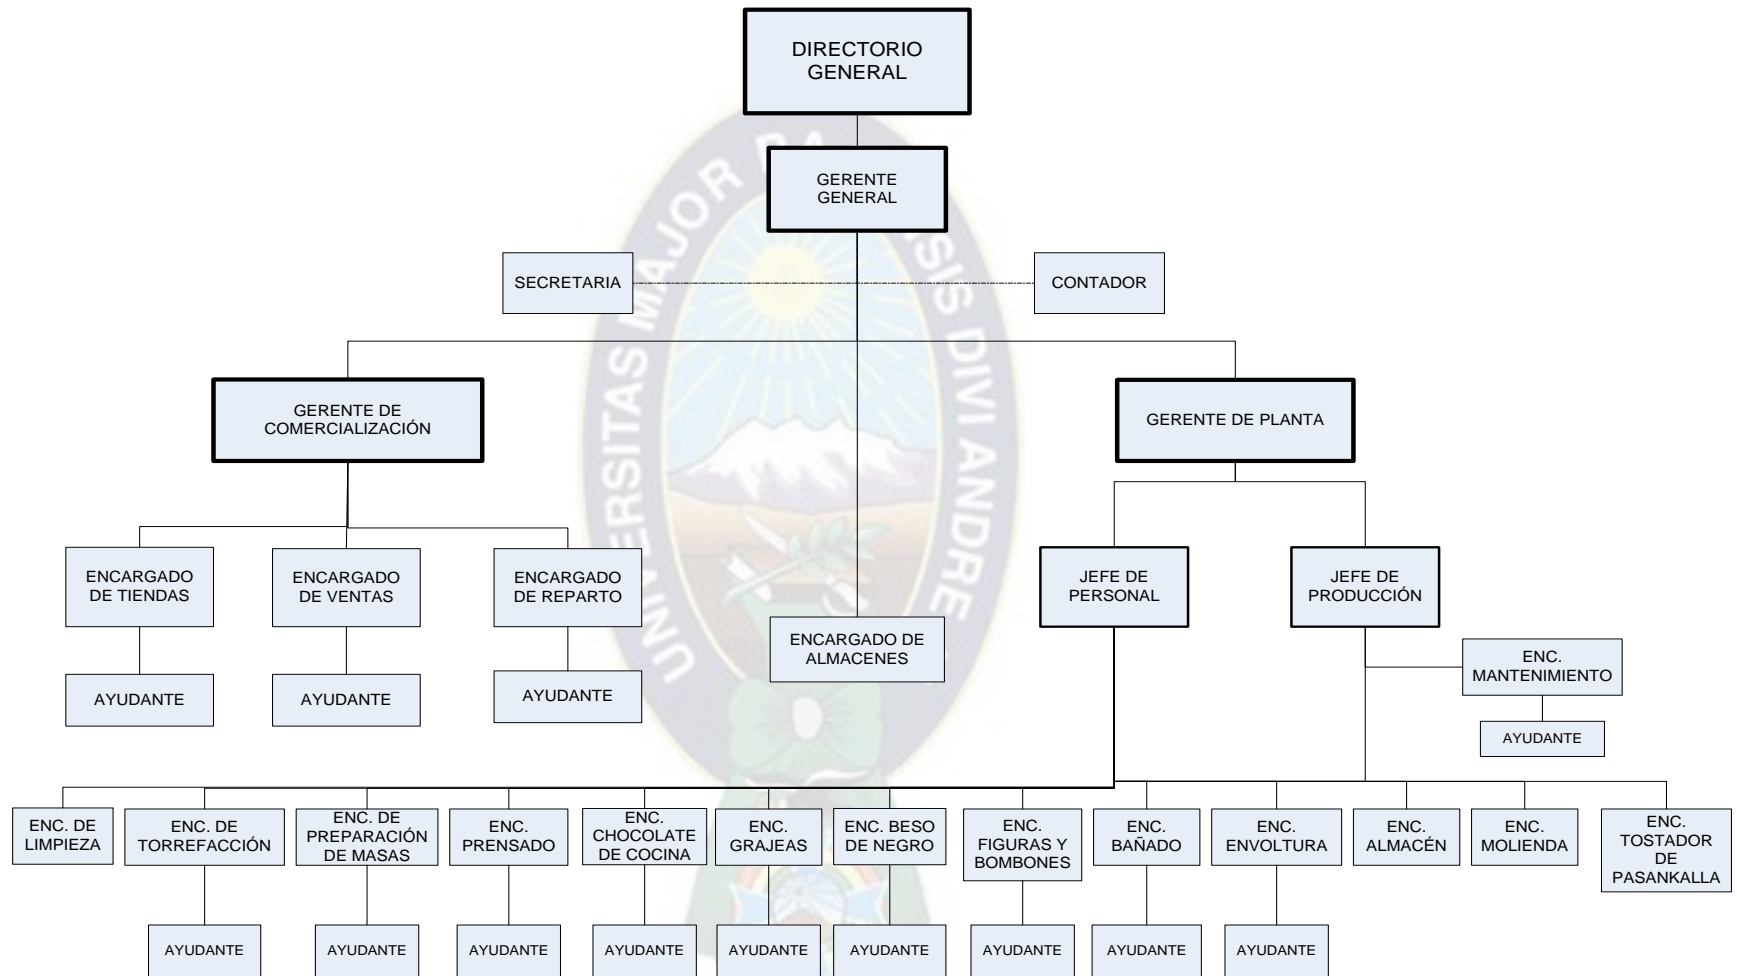 DIRECTORIO
GENERAL
GERENTE
GENERAL
SECRETARIA
CONTADOR
GERENTE DE
COMERCIALIZACIÓN
GERENTE DE PLANTA
ENCARGADO
DE TIENDAS
ENCARGADO
DE VENTAS
ENCARGADO
DE REPARTO
JEFE DE
PERSONAL
JEFE DE
PRODUCCIÓN
ENCARGADO DE
ALMACENES
ENC.
MANTENIMIENTO
AYUDANTE
AYUDANTE
AYUDANTE
AYUDANTE
ENC. DE
LIMPIEZA
ENC. DE
TORREFACCIÓN
ENC. DE
PREPARACIÓN
DE MASAS
ENC.
PRENSADO
ENC.
CHOCOLATE
DE COCINA
ENC.
GRAJEAS
ENC. BESO
DE NEGRO
ENC.
FIGURAS Y
BOMBONES
ENC.
BAÑADO
ENC.
ENVOLTURA
ENC.
ALMACÉN
ENC.
MOLIENDA
ENC.
TOSTADOR
DE
PASANKALLA
AYUDANTE
AYUDANTE
AYUDANTE
AYUDANTE
AYUDANTE
AYUDANTE
AYUDANTE
AYUDANTE
AYUDANTE
UNIVERSITAS MAJOR
DIVI ANDRE